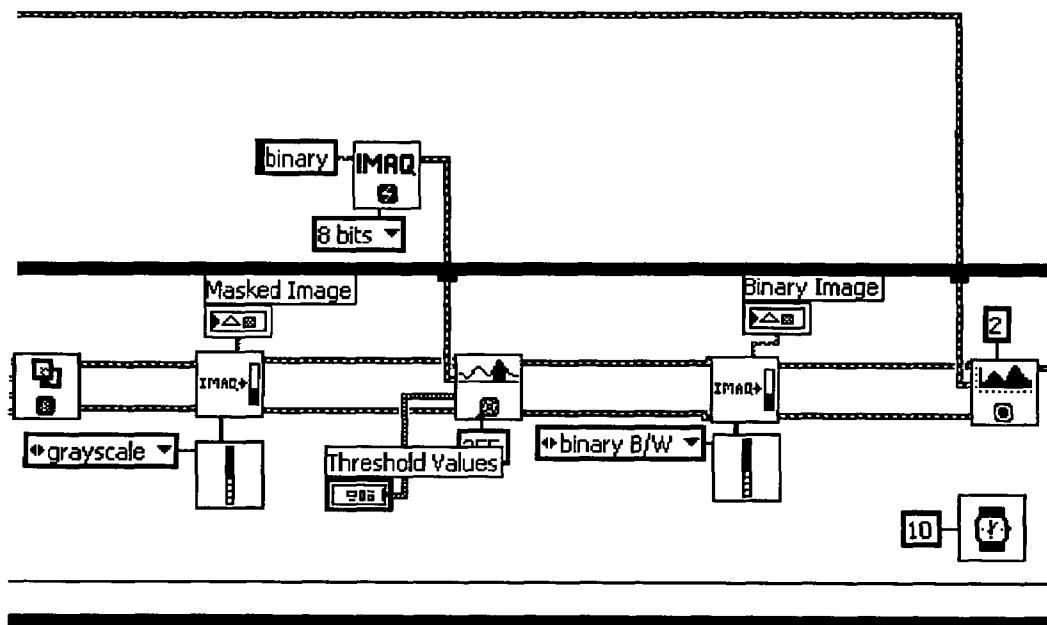 binary
IMAQ
8 bits
Masked Image
Binary Image
2
IMAQ
IMAQ
grayscale
binary B/W
Threshold Values
10